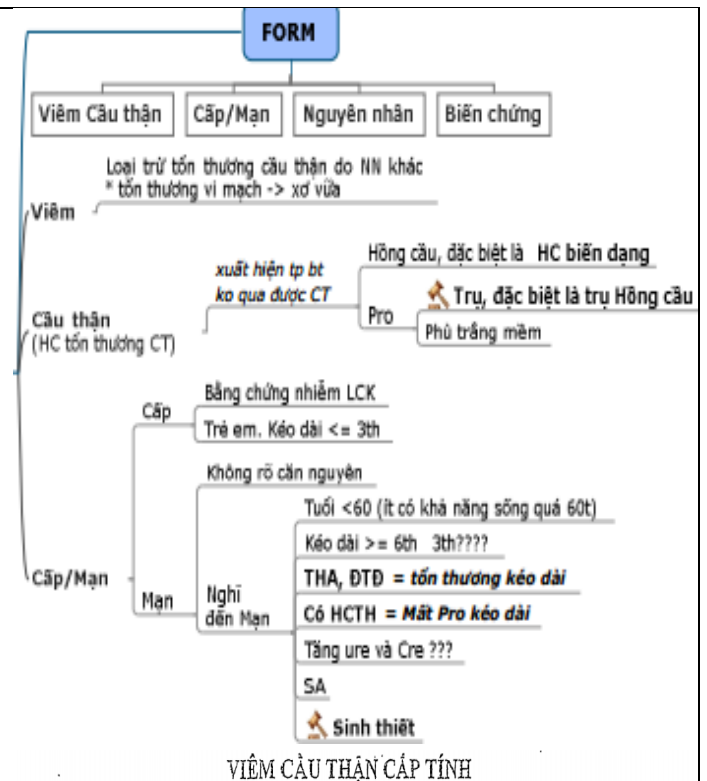 FORM
Viêm Cầu thận
Cấp/Mạn
Nguyên nhân
Biến chứng
Loại trừ tổn thương cầu thận do NN khác
* tổn thương vi mạch -> xơ vữa
Viêm
xuất hiện tp bt
ko qua được CT
Hồng cầu, đặc biệt là HC biến dạng
Pro
Trụ, đặc biệt là trụ Hồng cầu
Phù trắng mềm
Cầu thận
(HC tổn thương CT)
Cấp
Bằng chứng nhiễm LCK
Trẻ em. Kéo dài <= 3th
Cấp/Mạn
Mạn
Không rõ căn nguyên
Nghĩ
đến Mạn
Tuổi <60 (ít có khả năng sống quá 60t)
Kéo dài >= 6th 3th????
THA, ĐTĐ = tổn thương kéo dài
Có HCTH = Mất Pro kéo dài
Tăng ure và Cre ???
SA
Sinh thiết
VIÊM CẦU THẬN CẤP TÍNH